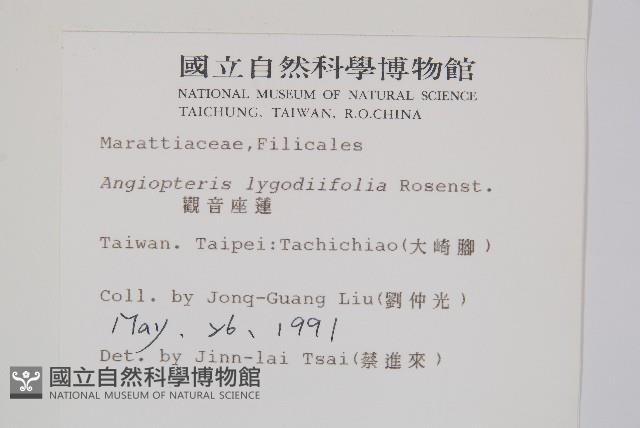 國立自然科學博物館
NATIONAL MUSEUM OF NATURAL SCIENCE
TAICHUNG, TAIWAN, R.O.CHINA
Marattiaceae,Filicales
Angiopteris lygodiifolia Rosenst.
觀音座蓮
Taiwan. Taipei:Tachichiao(大崎腳)
Coll. by Jonq-Guang Liu(劉仲光)
May, 26, 1991
Det. by Jinn-lai Tsai(蔡進來)
國立自然科學博物館
NATIONAL MUSEUM OF NATURAL SCIENCE